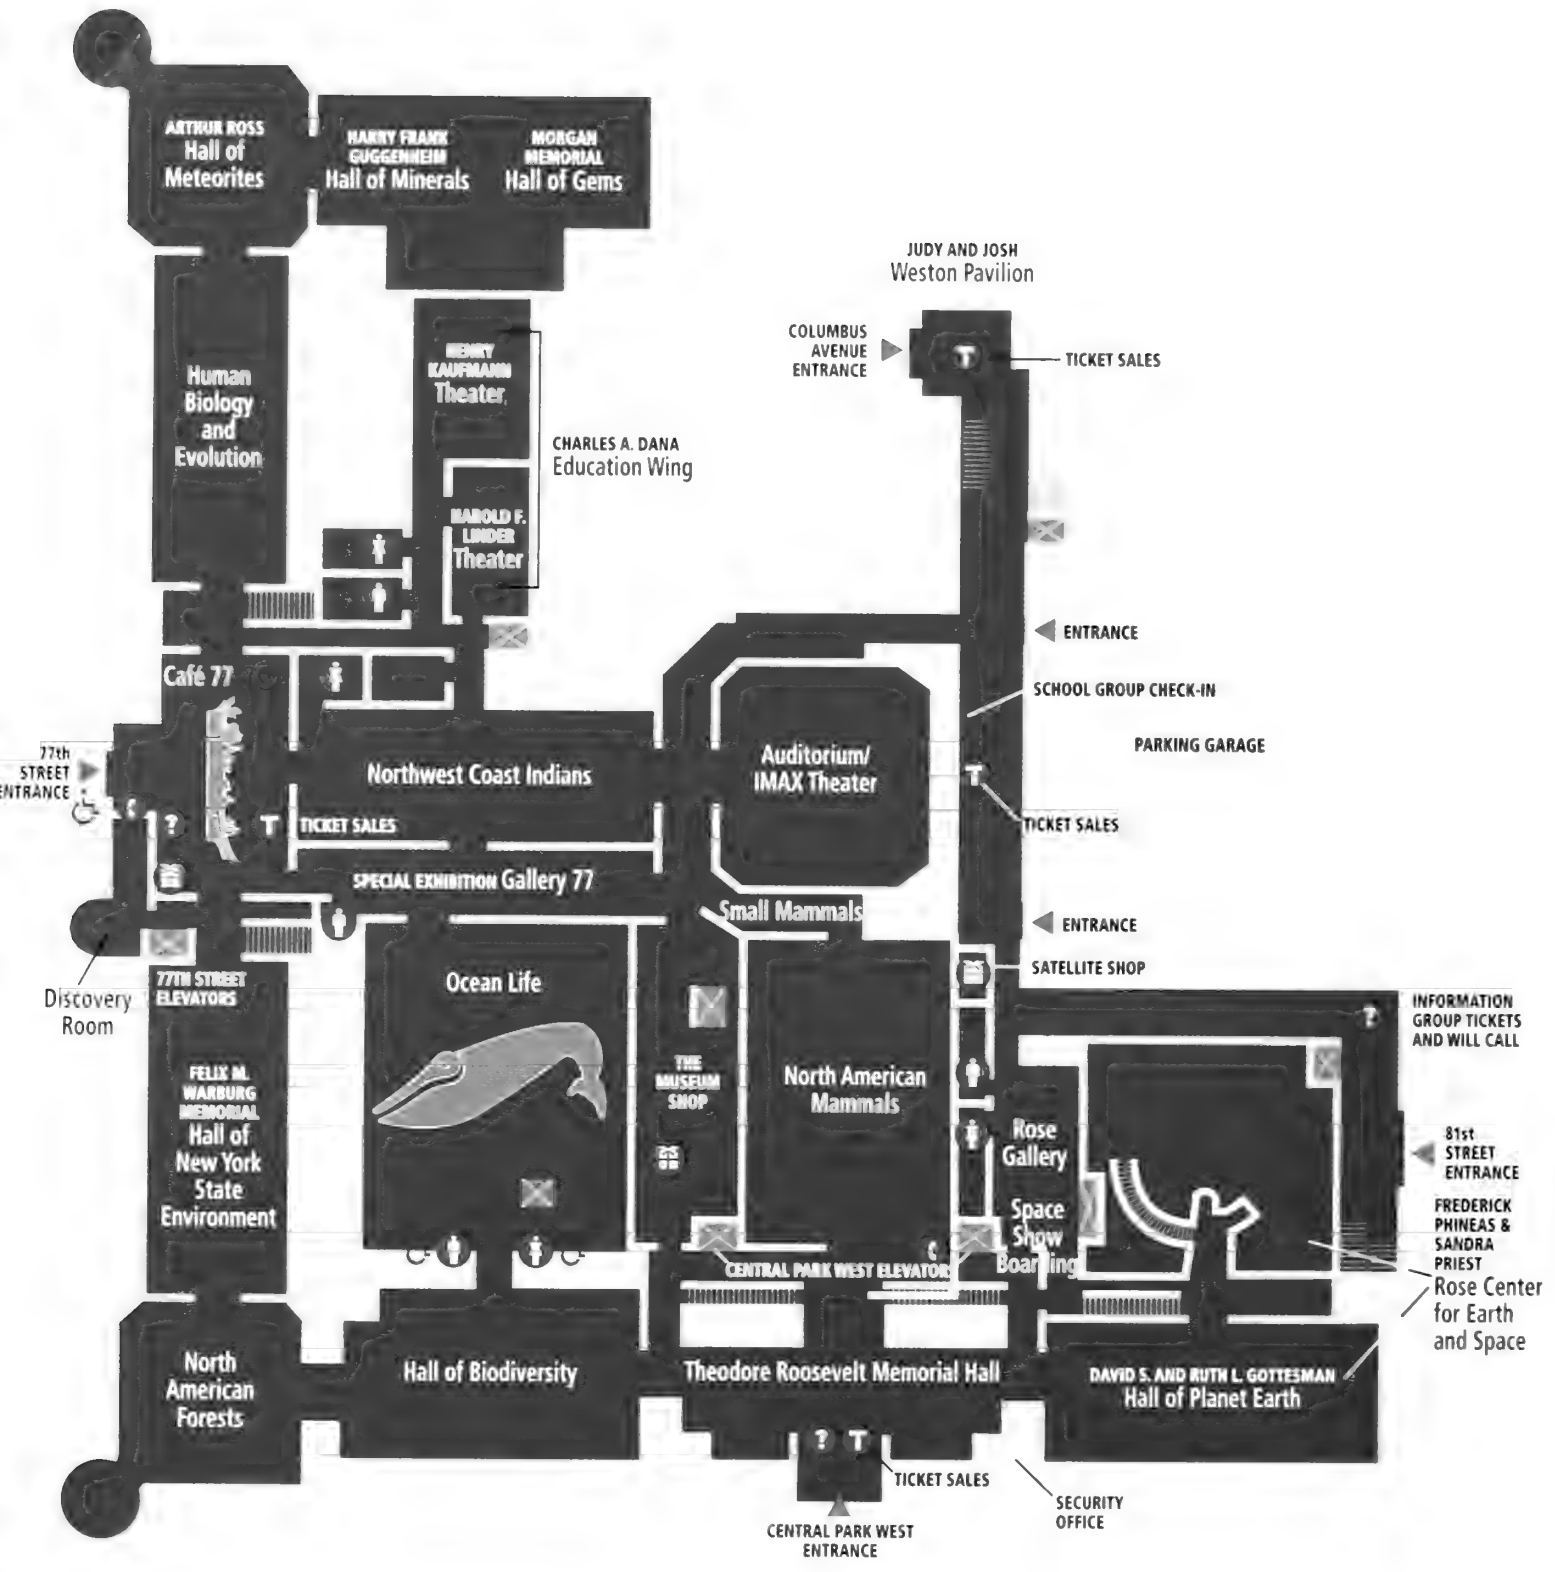 ARTHUR ROSS
Hall of
Meteorites
HARRY FRANK
GUGGENHEIM
Hall of Minerals
MORGAN
MEMORIAL
Hall of Gems
JUDY AND JOSH
Weston Pavilion
COLUMBUS
AVENUE
ENTRANCE
TICKET SALES
HENRY
KAUFMANN
Theater
Human
Biology
and
Evolution
CHARLES A. DANA
Education Wing
HAROLD F.
LINDER
Theater
ENTRANCE
Café 77
SCHOOL GROUP CHECK-IN
PARKING GARAGE
77th
STREET
ENTRANCE
Northwest Coast Indians
Auditorium/
IMAX Theater
?
T
TICKET SALES
T
TICKET SALES
SPECIAL EXHIBITION Gallery 77
Small Mammals
ENTRANCE
SATELLITE SHOP
77TH STREET
ELEVATORS
Discovery
Room
Ocean Life
INFORMATION
GROUP TICKETS
AND WILL CALL
?
FELIX M.
WARBURG
MEMORIAL
Hall of
New York
State
Environment
THE
MUSEUM
SHOP
North American
Mammals
Rose
Gallery
Space
Show
Boarding
81st
STREET
ENTRANCE
FREDERICK
PHINEAS &
SANDRA
PRIEST
Rose Center
for Earth
and Space
CENTRAL PARK WEST ELEVATORS
North
American
Forests
Hall of Biodiversity
Theodore Roosevelt Memorial Hall
DAVID S. AND RUTH L. GOTTESMAN
Hall of Planet Earth
? T
TICKET SALES
SECURITY
OFFICE
CENTRAL PARK WEST
ENTRANCE